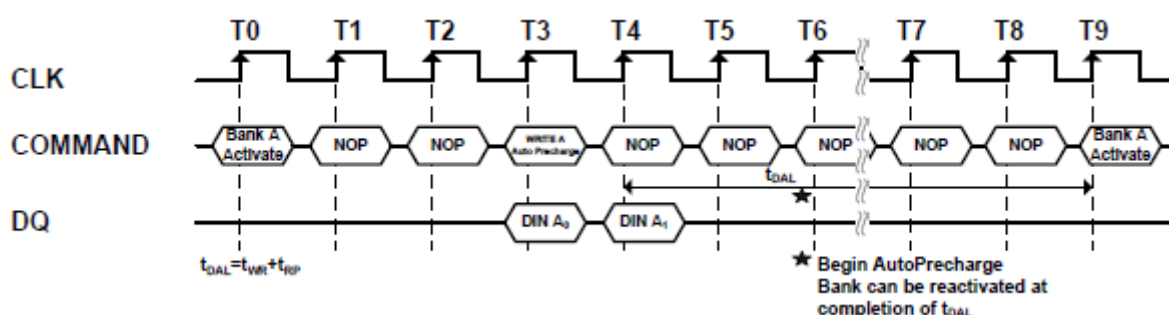 T0 T1 T2 T3 T4 T5 T6 T7 T8 T9
CLK
COMMAND
Bank A
Activate
NOP
NOP
WRITE A
Auto Precharge
NOP
NOP
NOP
NOP
NOP
Bank A
Activate
tDAL
DQ
DIN A0
DIN A1
tDAL=tWR+tRP
Begin AutoPrecharge
Bank can be reactivated at
completion of tDAL